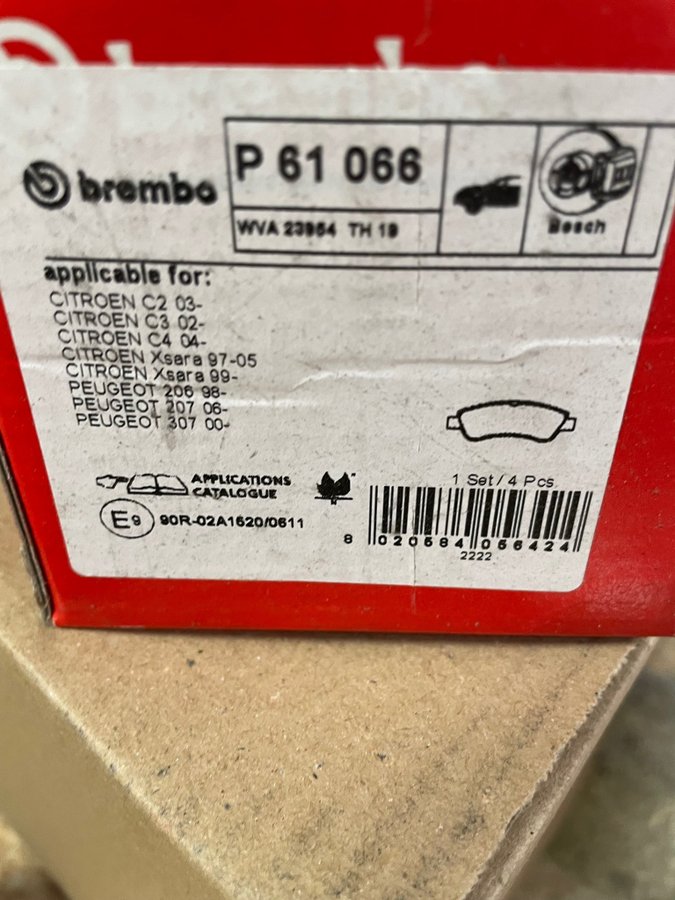 brembo
P 61 066
WVA 23954 TH 19
Bosch
applicable for:
CITROEN C2 03-
CITROEN C3 02-
CITROEN C4 04-
CITROEN Xsara 97-05
CITROEN Xsara 99-
PEUGEOT 206 98-
PEUGEOT 207 06-
PEUGEOT 307 00-
1 Set / 4 Pcs
APPLICATIONS
CATALOGUE
E9 90R-02A1620/0611
8 020584 056424
2222